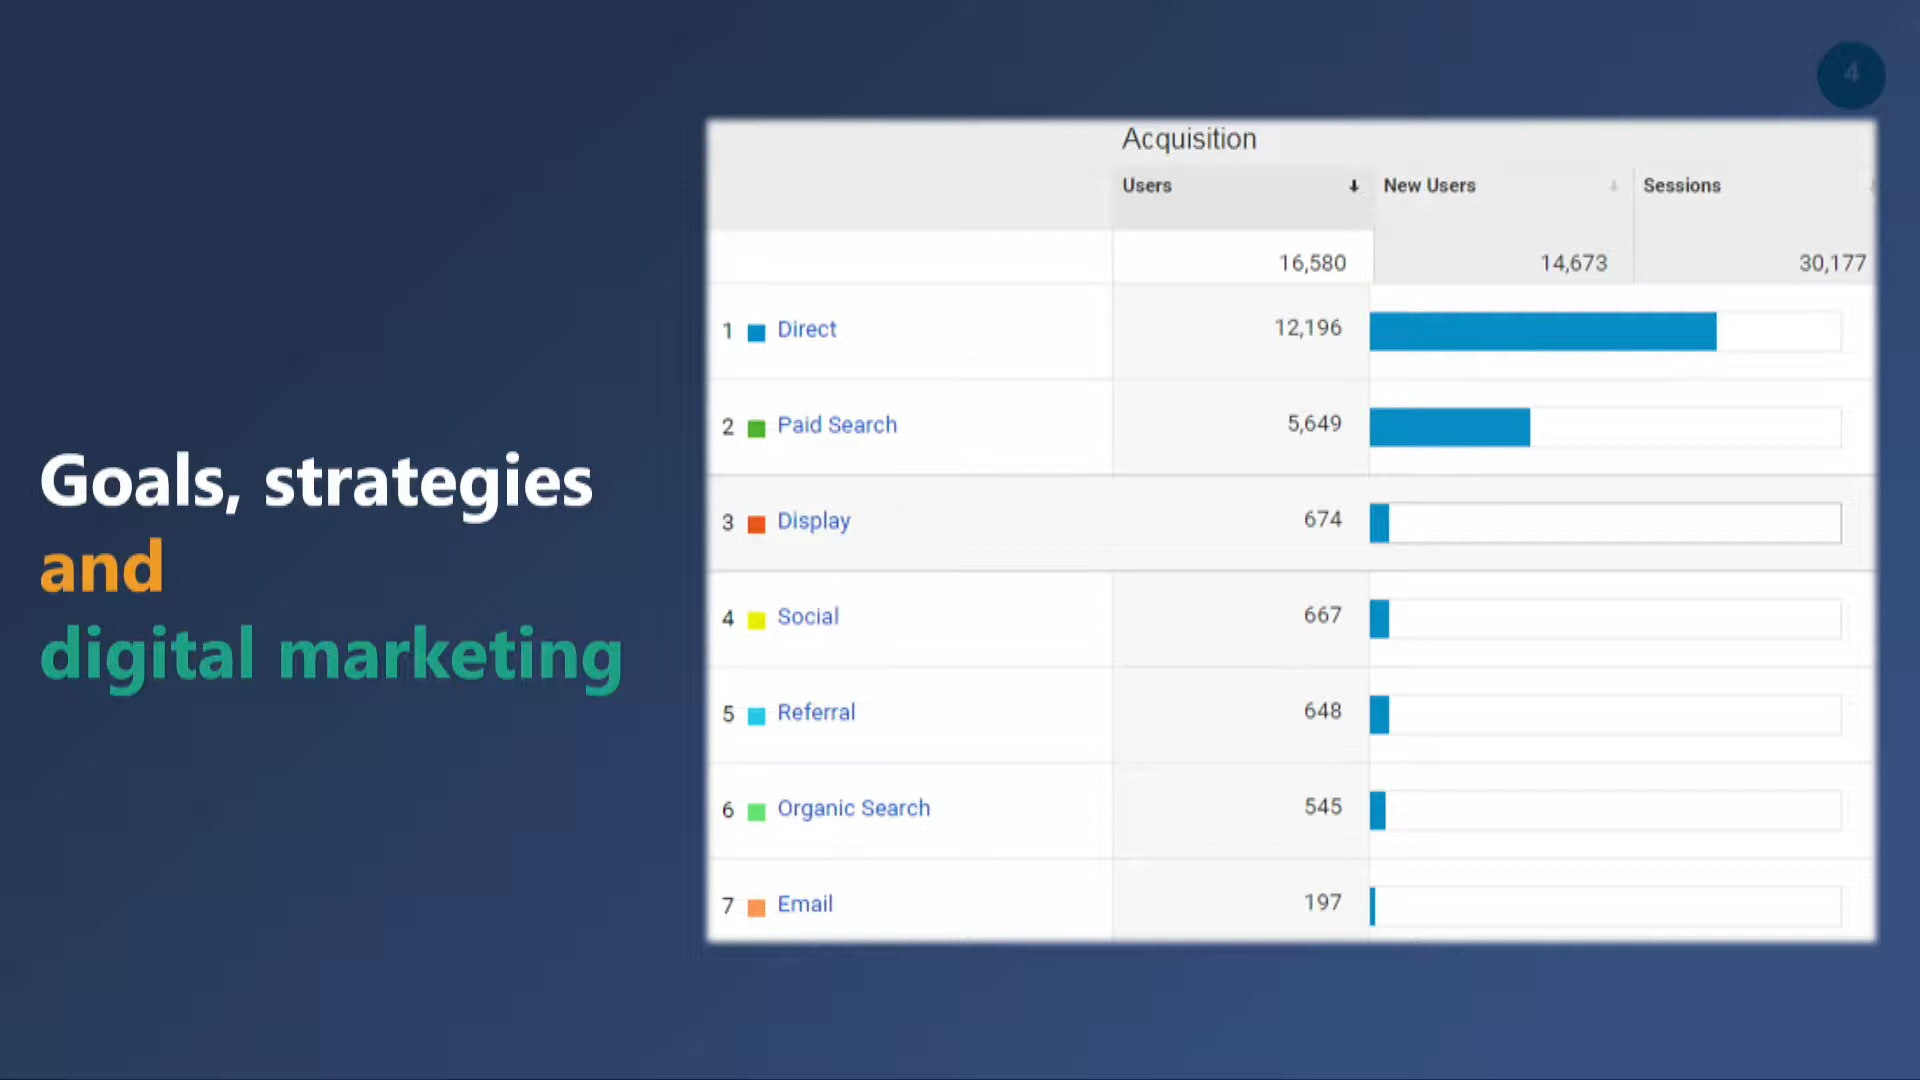 4
Goals, strategies
and
digital marketing
Acquisition
Users New Users Sessions
16,580 14,673 30,177
1 Direct 12,196
2 Paid Search 5,649
3 Display 674
4 Social 667
5 Referral 648
6 Organic Search 545
7 Email 197